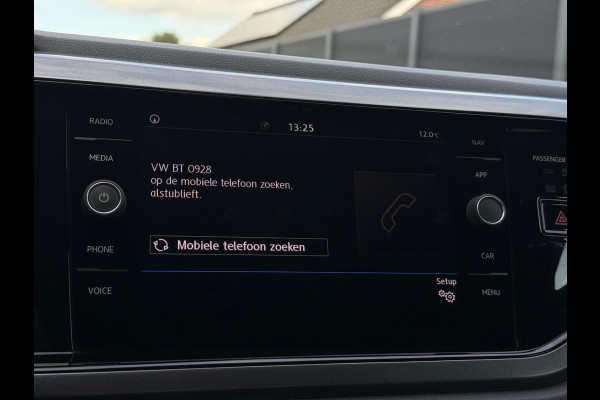 RADIO
13:25
12.0°C
NAV
MEDIA
VW BT 0928
op de mobiele telefoon zoeken,
alstublieft.
APP
PASSENGER
Mobiele telefoon zoeken
PHONE
CAR
VOICE
Setup
MENU